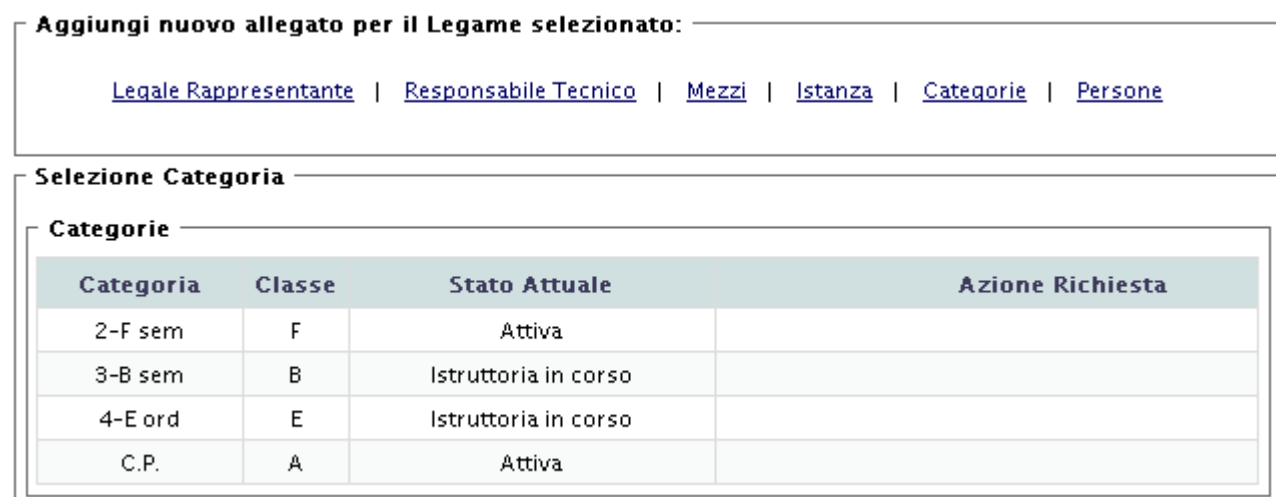 Aggiungi nuovo allegato per il Legame selezionato:
Legale Rappresentante | Responsabile Tecnico | Mezzi | Istanza | Categorie | Persone
Selezione Categoria
Categorie
Categoria Classe Stato Attuale Azione Richiesta
2-F sem F Attiva
3-B sem B Istruttoria in corso
4-E ord E Istruttoria in corso
C.P. A Attiva